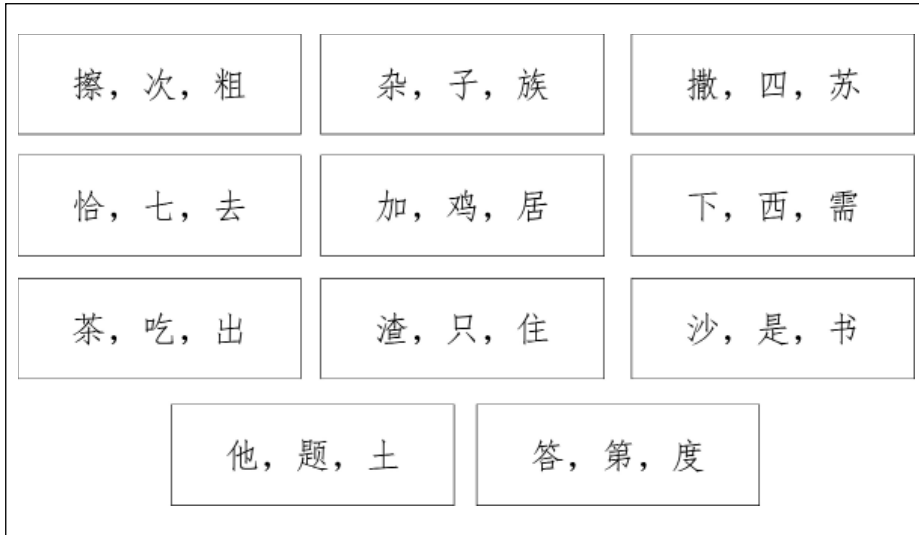 擦，次，粗
杂，子，族
撒，四，苏
恰，七，去
加，鸡，居
下，西，需
茶，吃，出
渣，只，住
沙，是，书
他，题，土
答，第，度